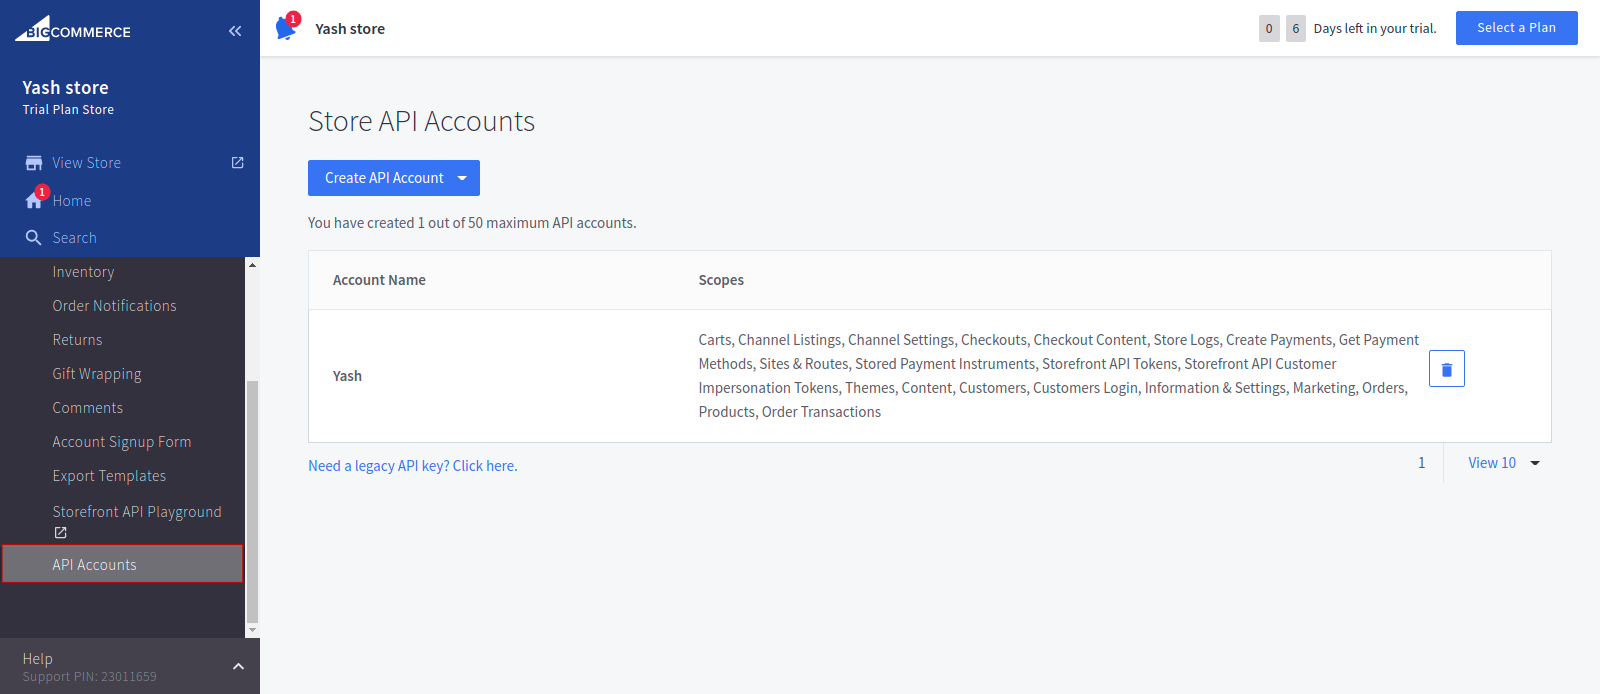 BIGCOMMERCE
Yash store
Trial Plan Store
View Store
1
Home
Search
Inventory
Order Notifications
Returns
Gift Wrapping
Comments
Account Signup Form
Export Templates
Storefront API Playground
API Accounts
Help
Support PIN: 23011659
1
Yash store
0 6 Days left in your trial.
Select a Plan
Store API Accounts
Create API Account
You have created 1 out of 50 maximum API accounts.
Account Name Scopes
Yash
Carts, Channel Listings, Channel Settings, Checkouts, Checkout Content, Store Logs, Create Payments, Get Payment
Methods, Sites & Routes, Stored Payment Instruments, Storefront API Tokens, Storefront API Customer
Impersonation Tokens, Themes, Content, Customers, Customers Login, Information & Settings, Marketing, Orders,
Products, Order Transactions
Need a legacy API key? Click here.
1 View 10